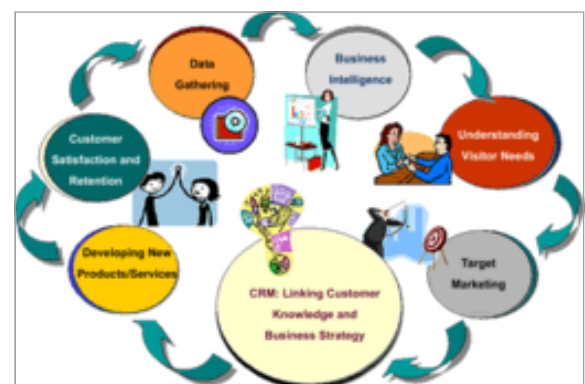 Data
Gathering
Business
Intelligence
Understanding
Visitor Needs
Target
Marketing
CRM: Linking Customer
Knowledge and
Business Strategy
Developing New
Products/Services
Customer
Satisfaction and
Retention